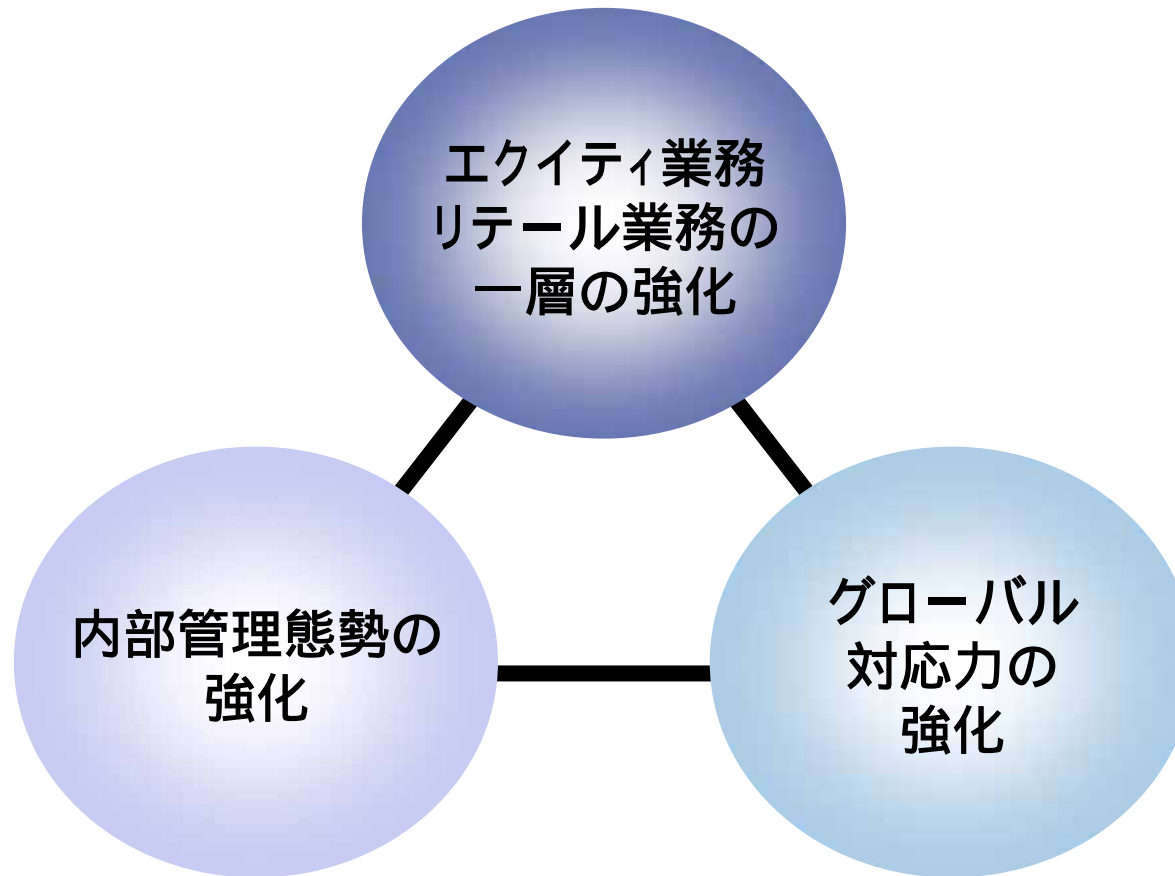 エクイティ業務
リテール業務の
一層の強化
内部管理態勢の
強化
グローバル
対応力の
強化